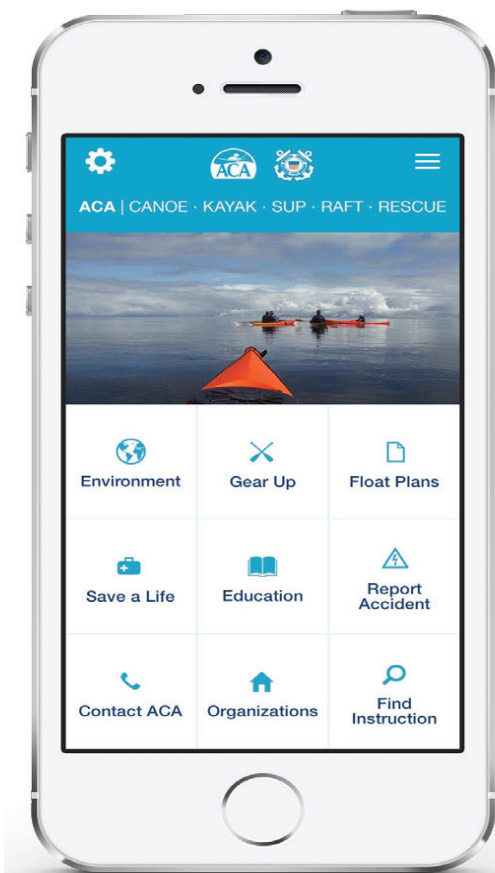 ACA
ACA | CANOE · KAYAK · SUP · RAFT · RESCUE
Environment
Gear Up
Float Plans
Save a Life
Education
Report
Accident
Contact ACA
Organizations
Find
Instruction